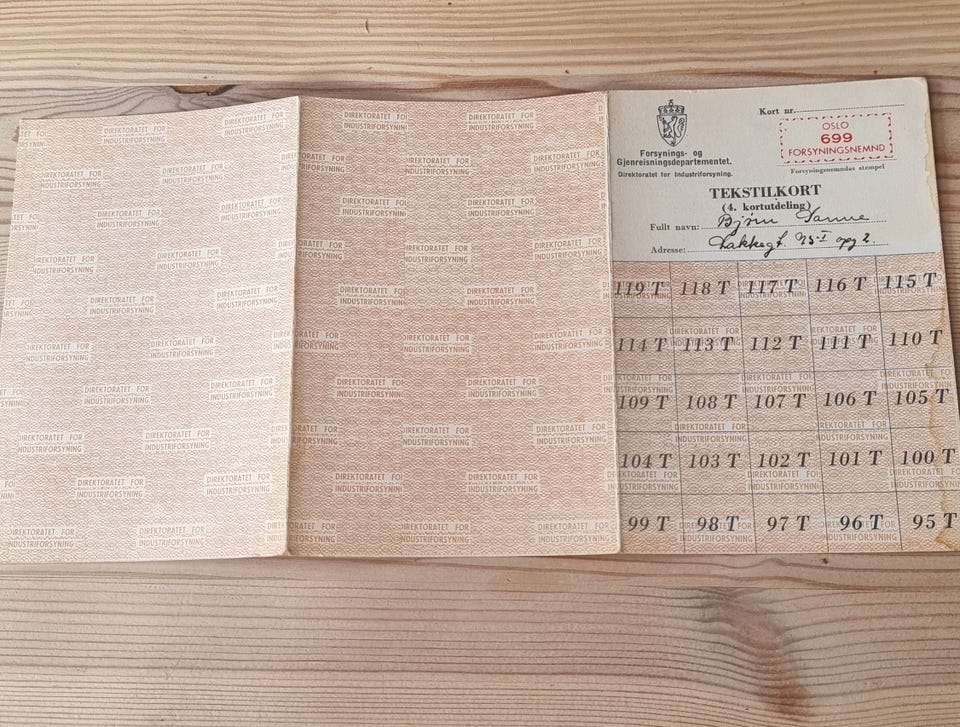 Kort nr.
OSLO
699
FORSYNINGSNEMND
Forsyningsnemndas stempel
Forsynings- og
Gjenreisningsdepartementet.
Direktoratet for Industriforsyning.
TEKSTILKORT
(4. kortutdeling)
Fullt navn: Bjørn
Adresse: Lakkegt.
119 T 118 T 117 T 116 T 115 T
114 T 113 T 112 T 111 T 110 T
109 T 108 T 107 T 106 T 105 T
104 T 103 T 102 T 101 T 100 T
99 T 98 T 97 T 96 T 95 T
DIREKTORATET FOR
INDUSTRIFORSYNING